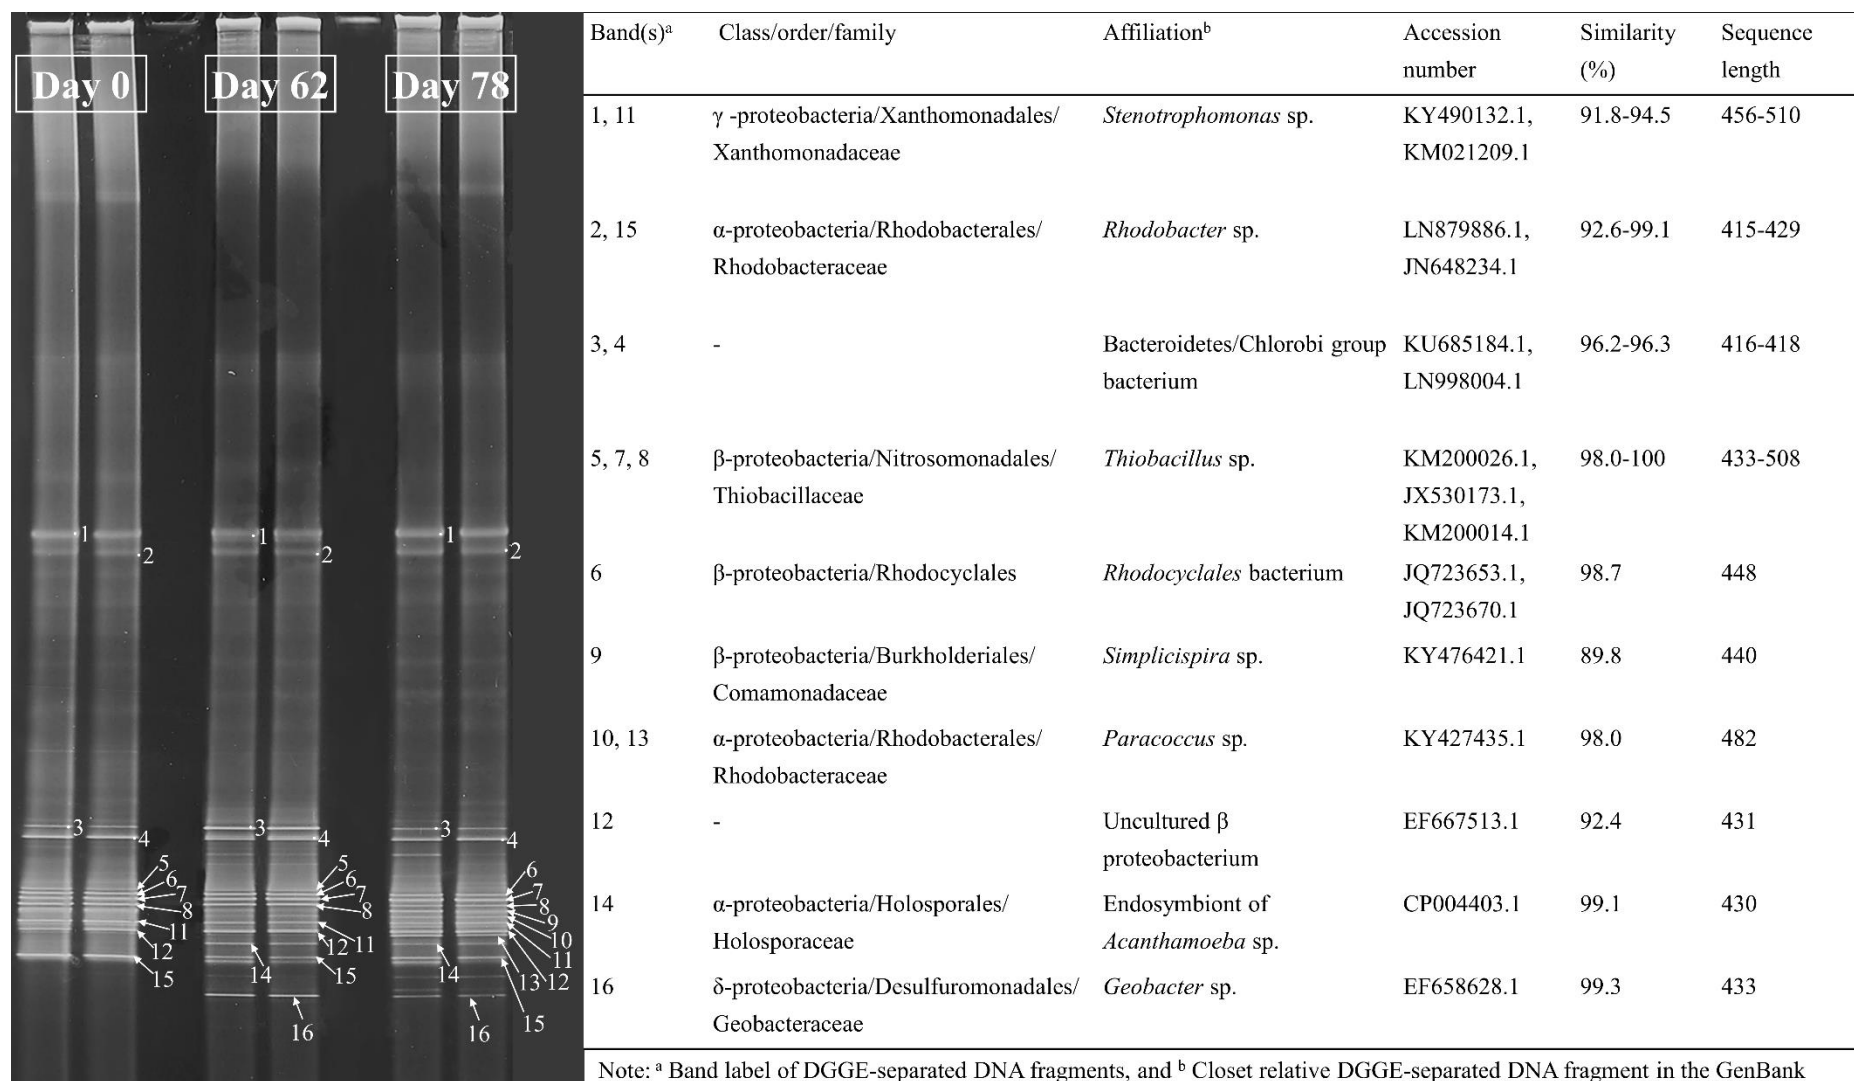 Day 0
Day 62
Day 78
1
2
1
2
1
2
3
4
3
4
3
4
5
6
7
8
11
12
15
5
6
7
8
11
12
14
15
16
6
7
8
9
10
11
12
13
14
15
16
Band(s)ᵃ Class/order/family Affiliationᵇ Accession Similarity Sequence
number (%) length
1, 11 γ -proteobacteria/Xanthomonadales/ Stenotrophomonas sp. KY490132.1, 91.8-94.5 456-510
Xanthomonadaceae KM021209.1
2, 15 α-proteobacteria/Rhodobacterales/ Rhodobacter sp. LN879886.1, 92.6-99.1 415-429
Rhodobacteraceae JN648234.1
3, 4 - Bacteroidetes/Chlorobi group KU685184.1, 96.2-96.3 416-418
bacterium LN998004.1
5, 7, 8 β-proteobacteria/Nitrosomonadales/ Thiobacillus sp. KM200026.1, 98.0-100 433-508
Thiobacillaceae JX530173.1,
KM200014.1
6 β-proteobacteria/Rhodocyclales Rhodocyclales bacterium JQ723653.1, 98.7 448
JQ723670.1
9 β-proteobacteria/Burkholderiales/ Simplicispira sp. KY476421.1 89.8 440
Comamonadaceae
10, 13 α-proteobacteria/Rhodobacterales/ Paracoccus sp. KY427435.1 98.0 482
Rhodobacteraceae
12 - Uncultured β EF667513.1 92.4 431
proteobacterium
14 α-proteobacteria/Holosporales/ Endosymbiont of CP004403.1 99.1 430
Holosporaceae Acanthamoeba sp.
16 δ-proteobacteria/Desulfuromonadales/ Geobacter sp. EF658628.1 99.3 433
Geobacteraceae
Note: ᵃ Band label of DGGE-separated DNA fragments, and ᵇ Closet relative DGGE-separated DNA fragment in the GenBank